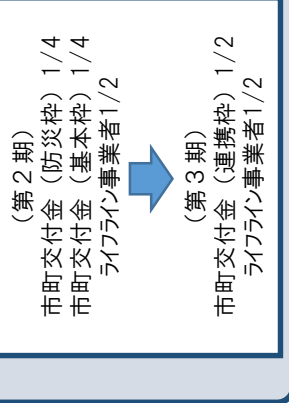 (第2期)
市町交付金(防災枠)1/4
市町交付金(基本枠)1/4
ライフライン事業者1/2
(第3期)
市町交付金(連携枠)1/2
ライフライン事業者1/2